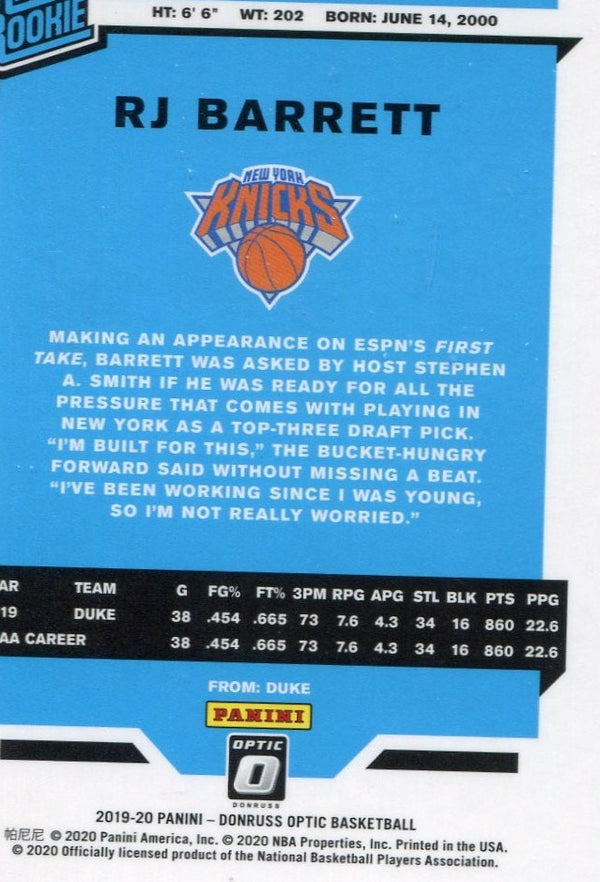 ROOKIE
HT: 6' 6" WT: 202 BORN: JUNE 14, 2000
RJ BARRETT
NEW YORK
KNICKS
MAKING AN APPEARANCE ON ESPN'S FIRST
TAKE, BARRETT WAS ASKED BY HOST STEPHEN
A. SMITH IF HE WAS READY FOR ALL THE
PRESSURE THAT COMES WITH PLAYING IN
NEW YORK AS A TOP-THREE DRAFT PICK.
“I'M BUILT FOR THIS,” THE BUCKET-HUNGRY
FORWARD SAID WITHOUT MISSING A BEAT.
“I'VE BEEN WORKING SINCE I WAS YOUNG,
SO I'M NOT REALLY WORRIED.”
AR TEAM G FG% FT% 3PM RPG APG STL BLK PTS PPG
19 DUKE 38 .454 .665 73 7.6 4.3 34 16 860 22.6
AA CAREER 38 .454 .665 73 7.6 4.3 34 16 860 22.6
FROM: DUKE
PANINI
OPTIC
O
DONRUSS
2019-20 PANINI – DONRUSS OPTIC BASKETBALL
帕尼尼 © 2020 Panini America, Inc. © 2020 NBA Properties, Inc. Printed in the USA.
© 2020 Officially licensed product of the National Basketball Players Association.